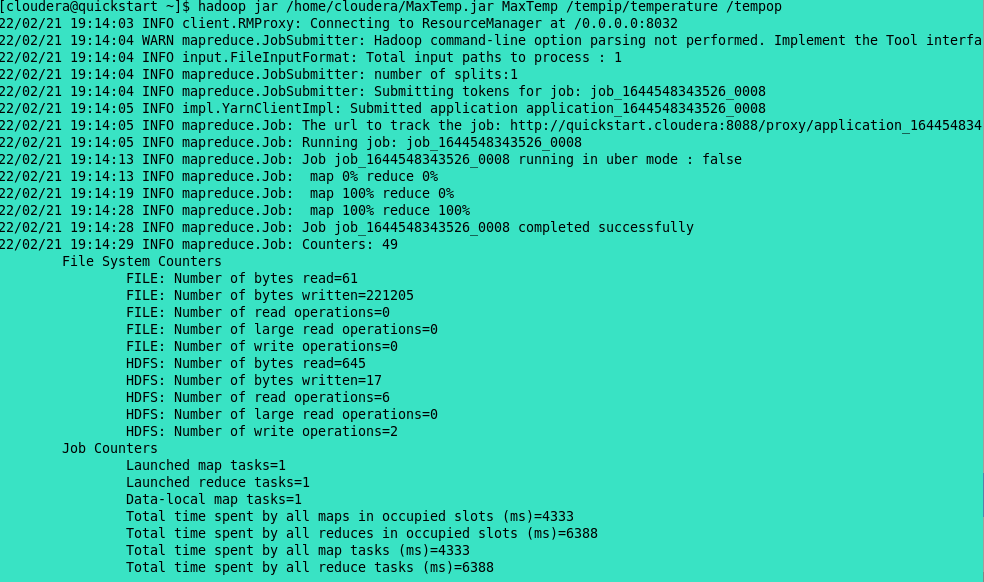 [cloudera@quickstart ~]$ hadoop jar /home/cloudera/MaxTemp.jar MaxTemp /tempip/temperature /tempop
22/02/21 19:14:03 INFO client.RMProxy: Connecting to ResourceManager at /0.0.0.0:8032
22/02/21 19:14:04 WARN mapreduce.JobSubmitter: Hadoop command-line option parsing not performed. Implement the Tool interfa
22/02/21 19:14:04 INFO input.FileInputFormat: Total input paths to process : 1
22/02/21 19:14:04 INFO mapreduce.JobSubmitter: number of splits:1
22/02/21 19:14:04 INFO mapreduce.JobSubmitter: Submitting tokens for job: job_1644548343526_0008
22/02/21 19:14:05 INFO impl.YarnClientImpl: Submitted application application_1644548343526_0008
22/02/21 19:14:05 INFO mapreduce.Job: The url to track the job: http://quickstart.cloudera:8088/proxy/application_164454834
22/02/21 19:14:05 INFO mapreduce.Job: Running job: job_1644548343526_0008
22/02/21 19:14:13 INFO mapreduce.Job: Job job_1644548343526_0008 running in uber mode : false
22/02/21 19:14:13 INFO mapreduce.Job:  map 0% reduce 0%
22/02/21 19:14:19 INFO mapreduce.Job:  map 100% reduce 0%
22/02/21 19:14:28 INFO mapreduce.Job:  map 100% reduce 100%
22/02/21 19:14:28 INFO mapreduce.Job: Job job_1644548343526_0008 completed successfully
22/02/21 19:14:29 INFO mapreduce.Job: Counters: 49
File System Counters
FILE: Number of bytes read=61
FILE: Number of bytes written=221205
FILE: Number of read operations=0
FILE: Number of large read operations=0
FILE: Number of write operations=0
HDFS: Number of bytes read=645
HDFS: Number of bytes written=17
HDFS: Number of read operations=6
HDFS: Number of large read operations=0
HDFS: Number of write operations=2
Job Counters
Launched map tasks=1
Launched reduce tasks=1
Data-local map tasks=1
Total time spent by all maps in occupied slots (ms)=4333
Total time spent by all reduces in occupied slots (ms)=6388
Total time spent by all map tasks (ms)=4333
Total time spent by all reduce tasks (ms)=6388